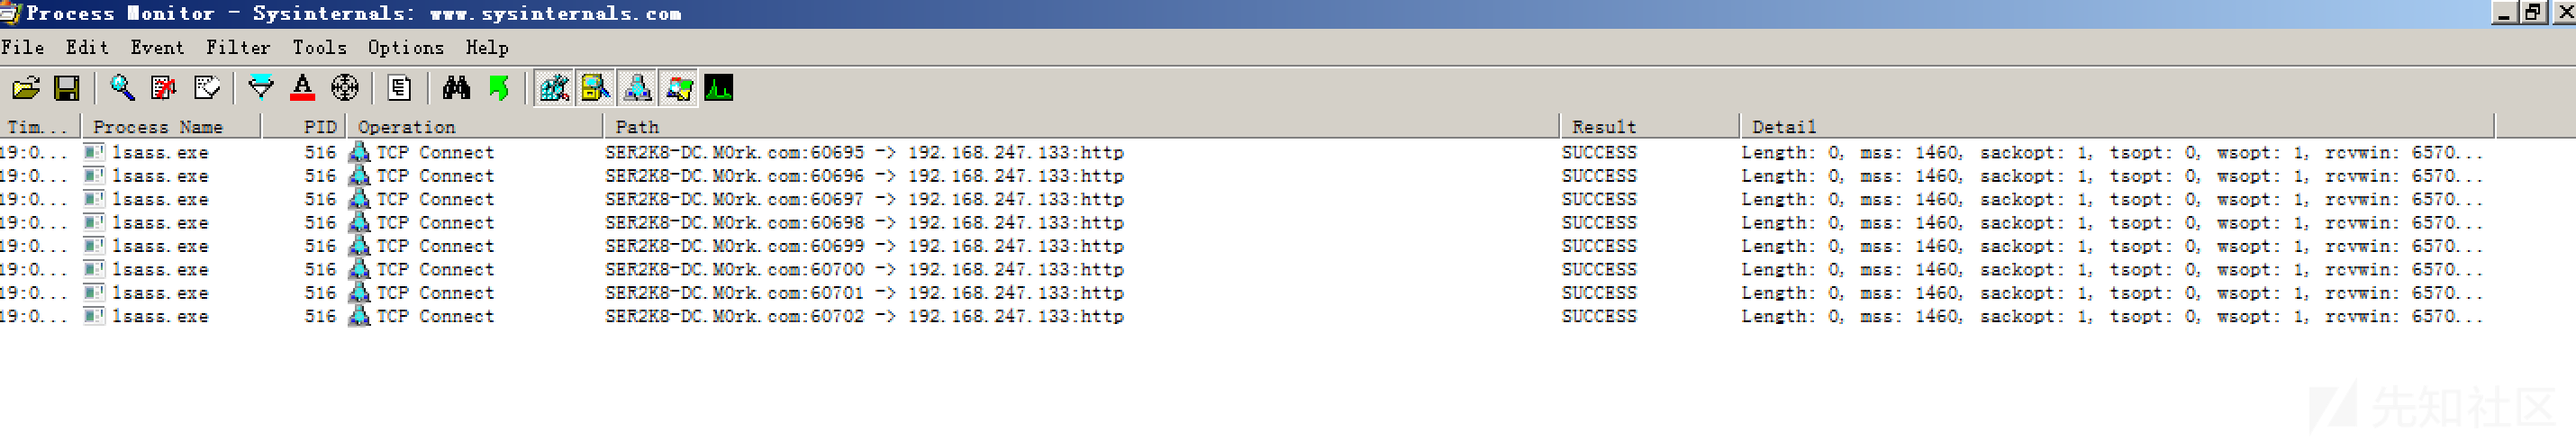 Process Monitor - Sysinternals: www.sysinternals.com
File Edit Event Filter Tools Options Help
Tim... Process Name PID Operation Path Result Detail
19:0... lsass.exe 516 TCP Connect SER2K8-DC.M0rk.com:60695 -> 192.168.247.133:http SUCCESS Length: 0, mss: 1460, sackopt: 1, tsopt: 0, wsopt: 1, rcvwin: 6570...
19:0... lsass.exe 516 TCP Connect SER2K8-DC.M0rk.com:60696 -> 192.168.247.133:http SUCCESS Length: 0, mss: 1460, sackopt: 1, tsopt: 0, wsopt: 1, rcvwin: 6570...
19:0... lsass.exe 516 TCP Connect SER2K8-DC.M0rk.com:60697 -> 192.168.247.133:http SUCCESS Length: 0, mss: 1460, sackopt: 1, tsopt: 0, wsopt: 1, rcvwin: 6570...
19:0... lsass.exe 516 TCP Connect SER2K8-DC.M0rk.com:60698 -> 192.168.247.133:http SUCCESS Length: 0, mss: 1460, sackopt: 1, tsopt: 0, wsopt: 1, rcvwin: 6570...
19:0... lsass.exe 516 TCP Connect SER2K8-DC.M0rk.com:60699 -> 192.168.247.133:http SUCCESS Length: 0, mss: 1460, sackopt: 1, tsopt: 0, wsopt: 1, rcvwin: 6570...
19:0... lsass.exe 516 TCP Connect SER2K8-DC.M0rk.com:60700 -> 192.168.247.133:http SUCCESS Length: 0, mss: 1460, sackopt: 1, tsopt: 0, wsopt: 1, rcvwin: 6570...
19:0... lsass.exe 516 TCP Connect SER2K8-DC.M0rk.com:60701 -> 192.168.247.133:http SUCCESS Length: 0, mss: 1460, sackopt: 1, tsopt: 0, wsopt: 1, rcvwin: 6570...
19:0... lsass.exe 516 TCP Connect SER2K8-DC.M0rk.com:60702 -> 192.168.247.133:http SUCCESS Length: 0, mss: 1460, sackopt: 1, tsopt: 0, wsopt: 1, rcvwin: 6570...
先知社区